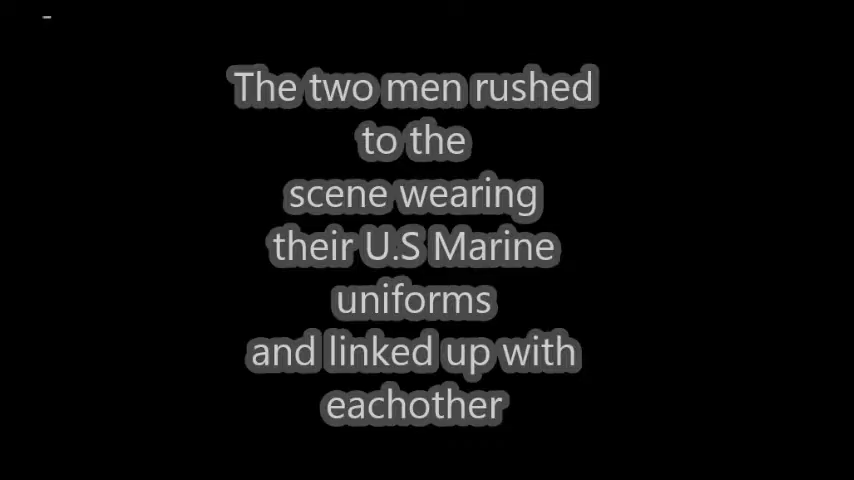 The two men rushed
to the
scene wearing
their U.S Marine
uniforms
and linked up with
eachother